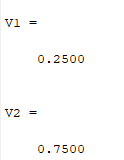 V1 =
0.2500
V2 =
0.7500